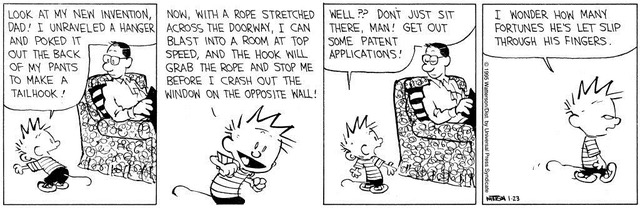 LOOK AT MY NEW INVENTION,
DAD! I UNRAVELED A HANGER
AND POKED IT
OUT THE BACK
OF MY PANTS
TO MAKE A
TAILHOOK!
NOW, WITH A ROPE STRETCHED
ACROSS THE DOORWAY, I CAN
BLAST INTO A ROOM AT TOP
SPEED, AND THE HOOK WILL
GRAB THE ROPE AND STOP ME
BEFORE I CRASH OUT THE
WINDOW ON THE OPPOSITE WALL!
WELL?? DON'T JUST SIT
THERE, MAN! GET OUT
SOME PATENT
APPLICATIONS!
I WONDER HOW MANY
FORTUNES HE'S LET SLIP
THROUGH HIS FINGERS.
© 1995 Watterson/Dist. by Universal Press Syndicate
WATTERSON 1-23